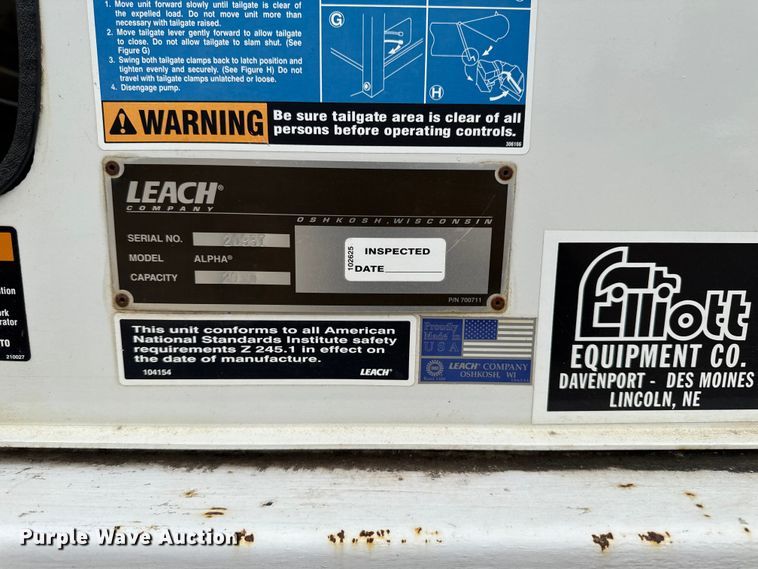 1. Move unit forward slowly until tailgate is clear of
the expelled load. Do not move unit more than
necessary with tailgate raised.
2. Move tailgate lever gently forward to allow tailgate
to close. Do not allow tailgate to slam shut. (See
Figure G)
3. Swing both tailgate clamps back to latch position and
tighten evenly and securely. (See Figure H) Do not
travel with tailgate clamps unlatched or loose.
4. Disengage pump.
G
H
WARNING
Be sure tailgate area is clear of all
persons before operating controls.
306166
LEACH®
COMPANY
OSHKOSH, WISCONSIN
SERIAL NO.
MODEL ALPHA®
CAPACITY
102625
INSPECTED
DATE
P/N 700711
TO
210027
This unit conforms to all American
National Standards Institute safety
requirements Z 245.1 in effect on
the date of manufacture.
104154 LEACH®
Proudly
Made in
USA
LEACH® COMPANY
OSHKOSH, WI
Elliott
EQUIPMENT CO.
DAVENPORT - DES MOINES
LINCOLN, NE
Purple Wave Auction